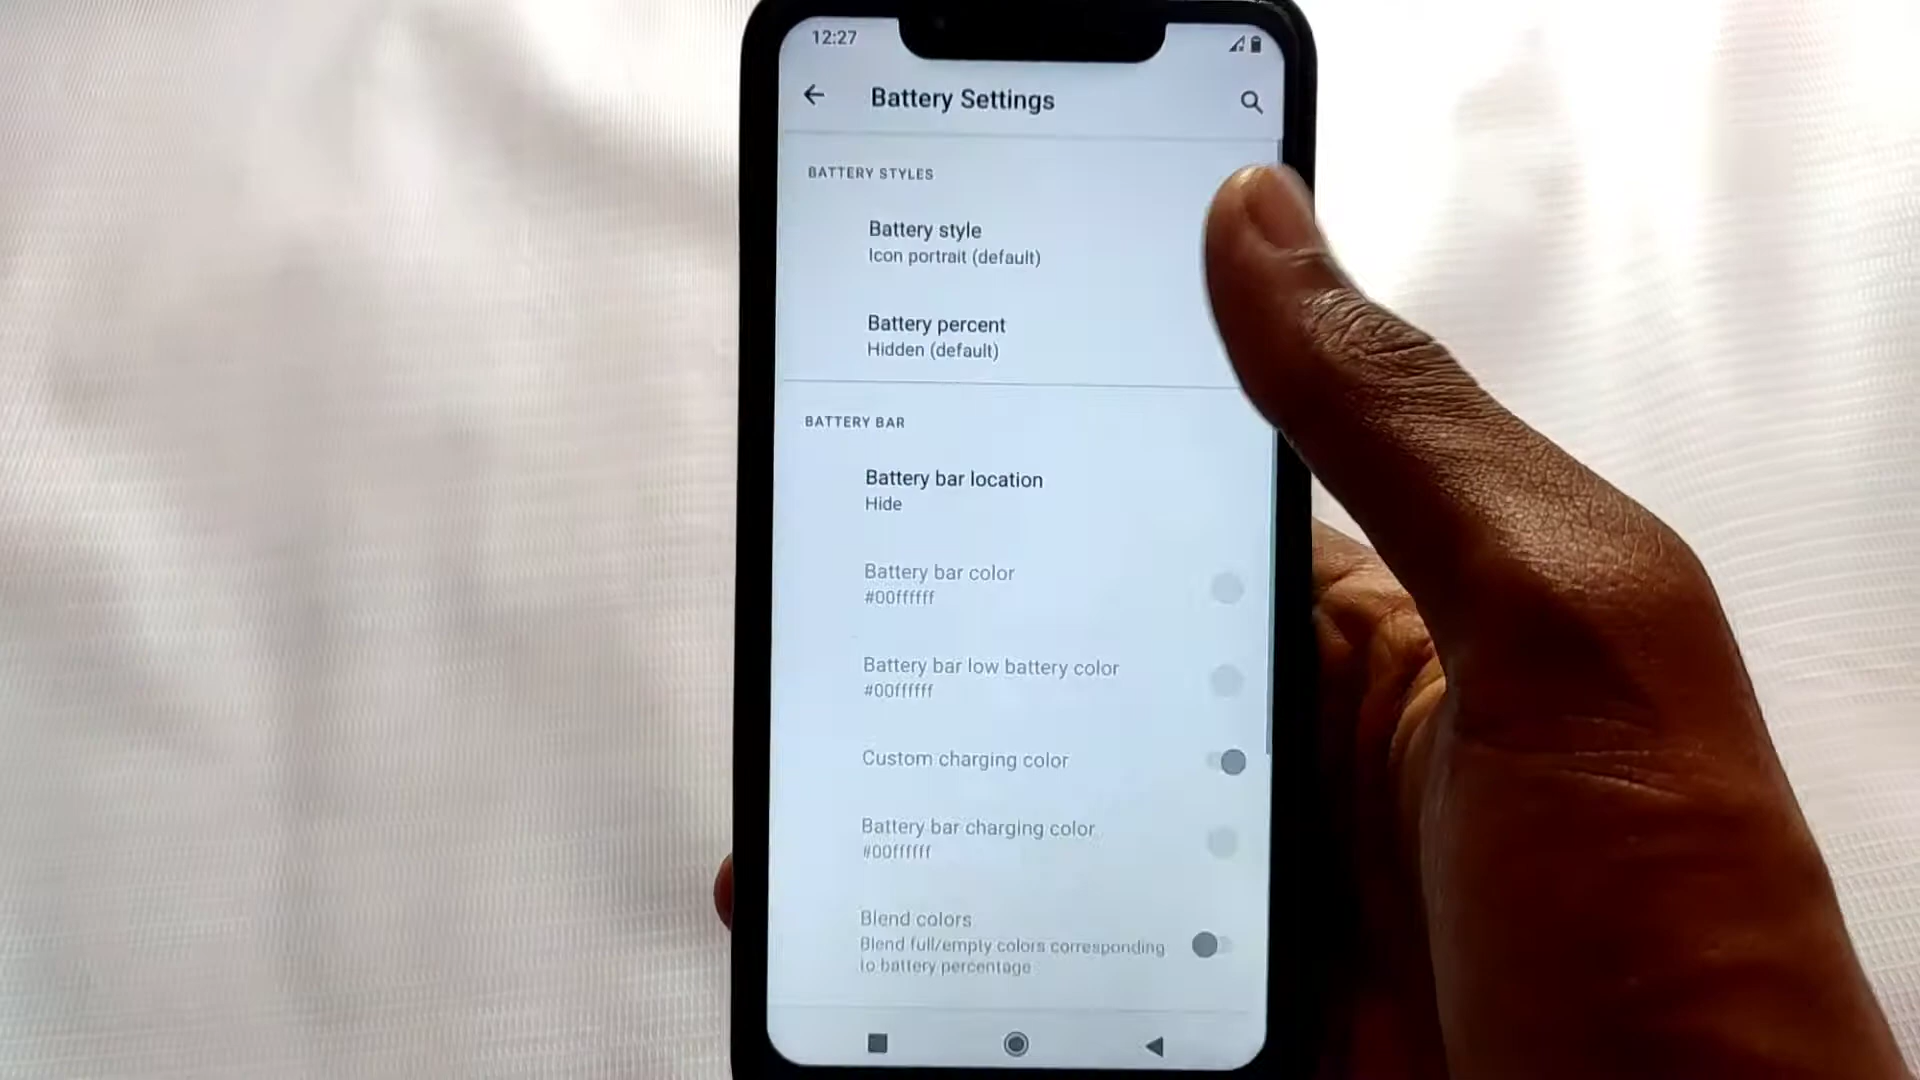 12:27
Battery Settings
BATTERY STYLES
Battery style
Icon portrait (default)
Battery percent
Hidden (default)
BATTERY BAR
Battery bar location
Hide
Battery bar color
#00ffffff
Battery bar low battery color
#00ffffff
Custom charging color
Battery bar charging color
#00ffffff
Blend colors
Blend full/empty colors corresponding
to battery percentage